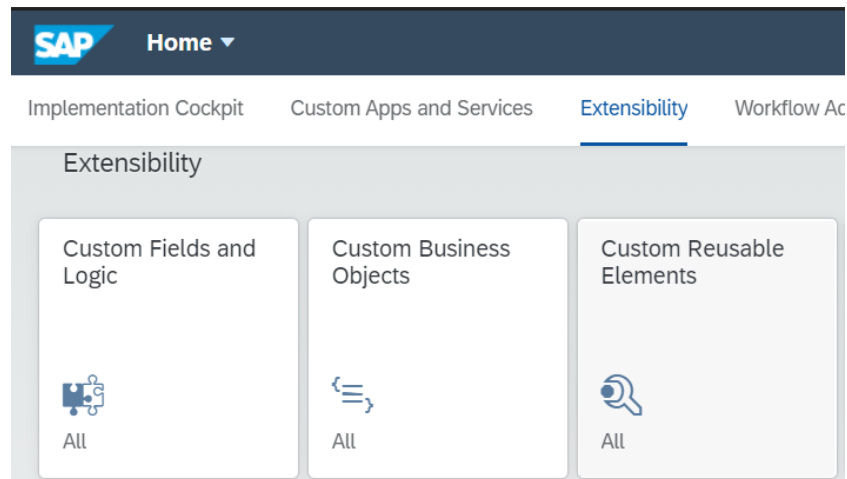 SAP Home
Implementation Cockpit Custom Apps and Services Extensibility Workflow Ad
Extensibility
Custom Fields and
Logic
Custom Business
Objects
Custom Reusable
Elements
All
All
All